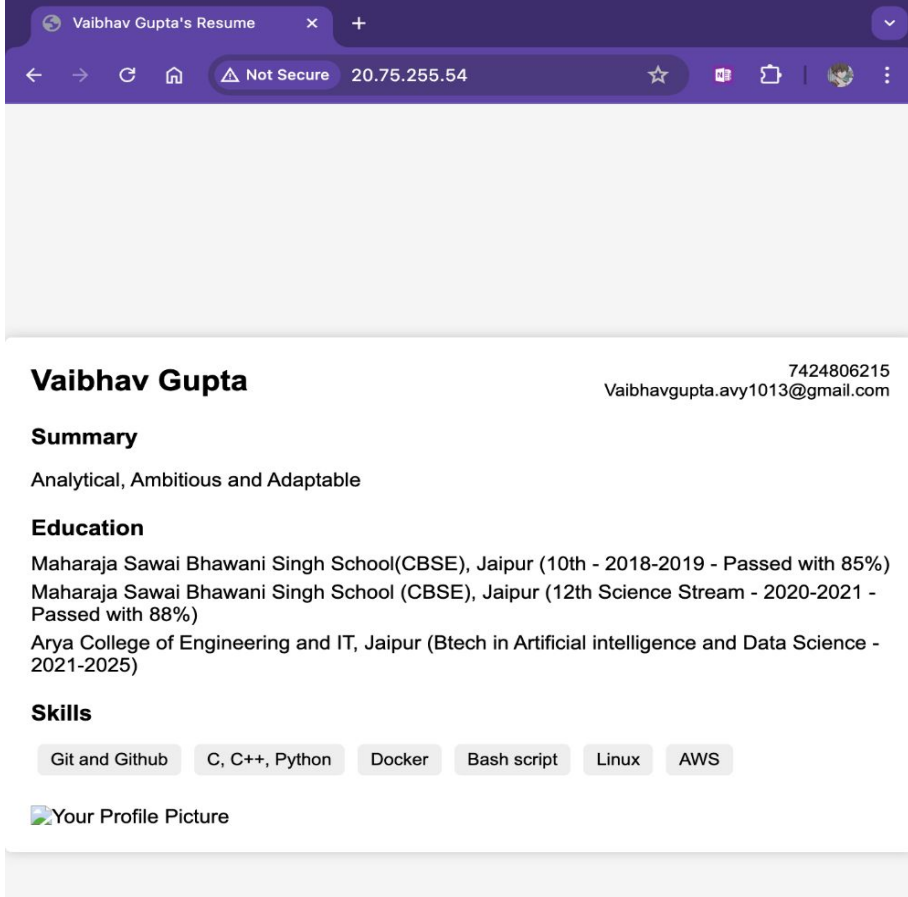 Vaibhav Gupta's Resume
Not Secure 20.75.255.54
Vaibhav Gupta
7424806215
Vaibhavgupta.avy1013@gmail.com
Summary
Analytical, Ambitious and Adaptable
Education
Maharaja Sawai Bhawani Singh School(CBSE), Jaipur (10th - 2018-2019 - Passed with 85%)
Maharaja Sawai Bhawani Singh School (CBSE), Jaipur (12th Science Stream - 2020-2021 -
Passed with 88%)
Arya College of Engineering and IT, Jaipur (Btech in Artificial intelligence and Data Science -
2021-2025)
Skills
Git and Github C, C++, Python Docker Bash script Linux AWS
Your Profile Picture